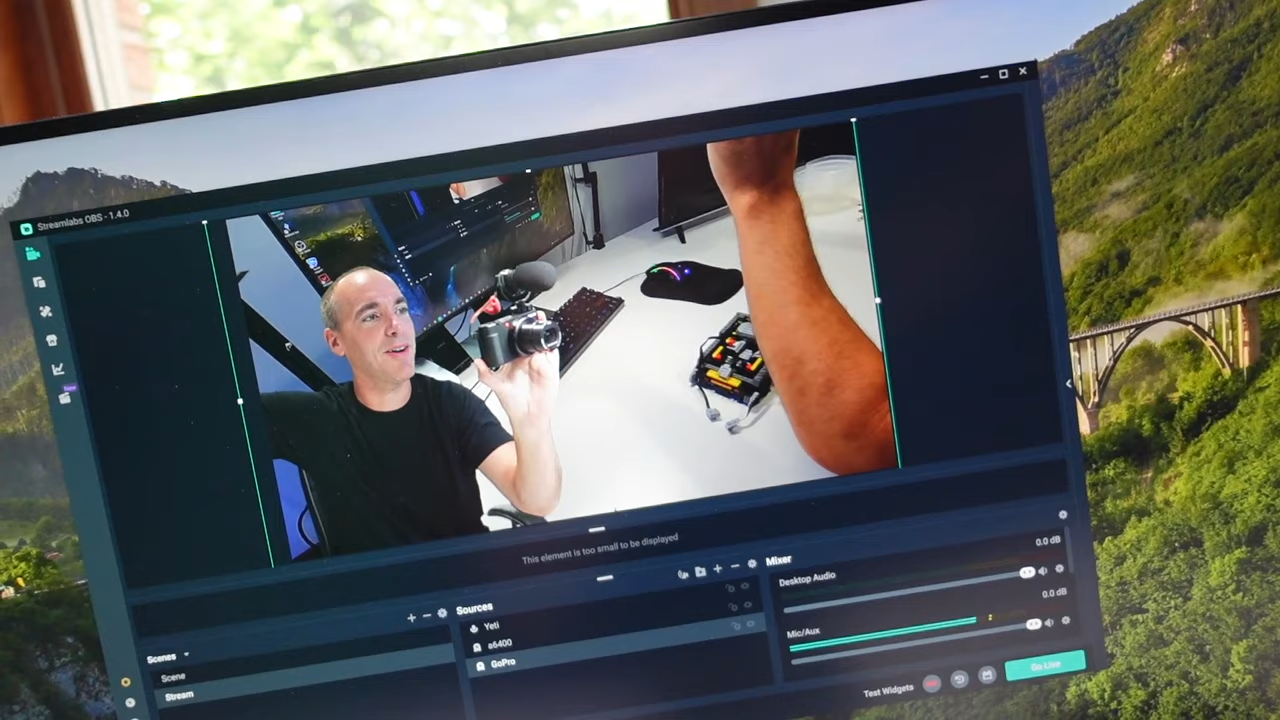 Streamlabs OBS - 1.4.0
New
This element is too small to be displayed
Scenes
Scene
Stream
Sources
Yeti
a6400
GoPro
Mixer
Desktop Audio
0.0 dB
Mic/Aux
0.0 dB
Test Widgets
Go Live